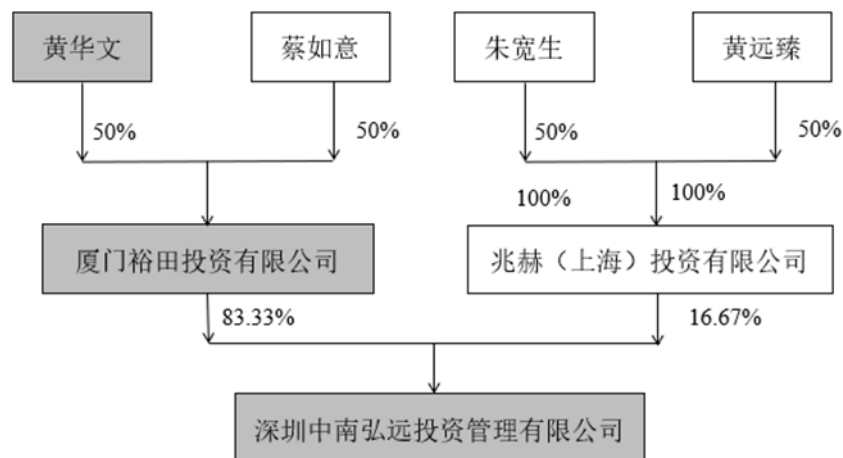 黄华文
蔡如意
朱宽生
黄远臻
50%
50%
50%
50%
100%
100%
厦门裕田投资有限公司
兆赫（上海）投资有限公司
83.33%
16.67%
深圳中南弘远投资管理有限公司